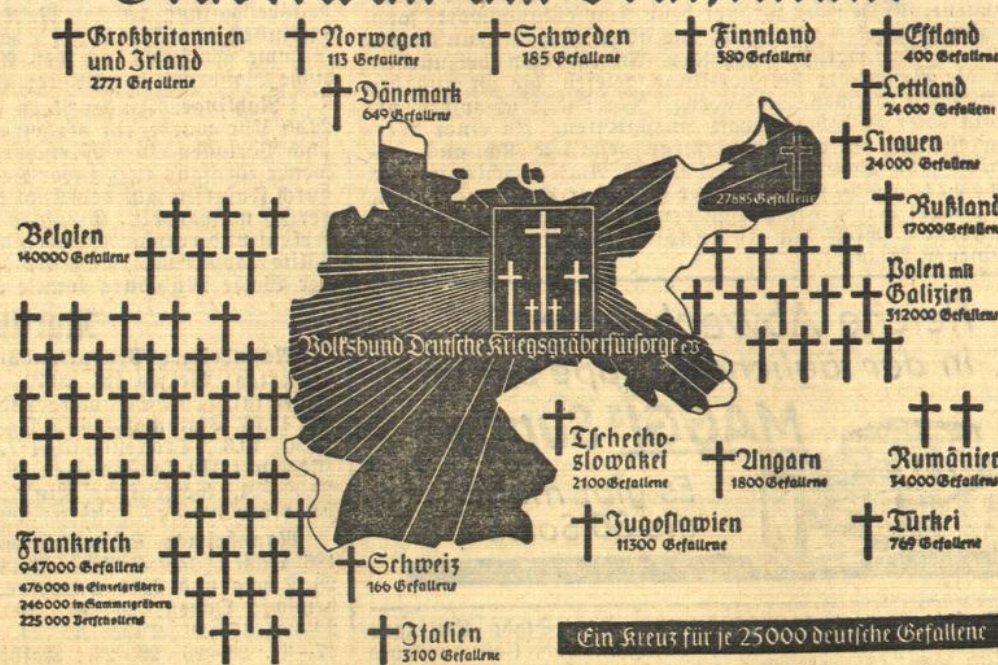 Großbritannien
und Irland
2771 Gefallene
Norwegen
113 Gefallene
Schweden
185 Gefallene
Finnland
380 Gefallene
Estland
400 Gefallene
Dänemark
649 Gefallene
Lettland
24000 Gefallene
Litauen
24000 Gefallene
27885 Gefallene
Rußland
17000 Gefallene
Belgien
140000 Gefallene
Polen mit
Galizien
312000 Gefallene
Volksbund Deutsche Kriegsgräberfürsorge ev
Tschecho-
slowakei
2100 Gefallene
Ungarn
1800 Gefallene
Rumänien
34000 Gefallene
Jugoslawien
11300 Gefallene
Türkei
769 Gefallene
Frankreich
947000 Gefallene
476000 in Einzelgräbern
246000 in Sammelgräbern
225000 Verschollene
Schweiz
166 Gefallene
Italien
3100 Gefallene
Ein Kreuz für je 25000 deutsche Gefallene